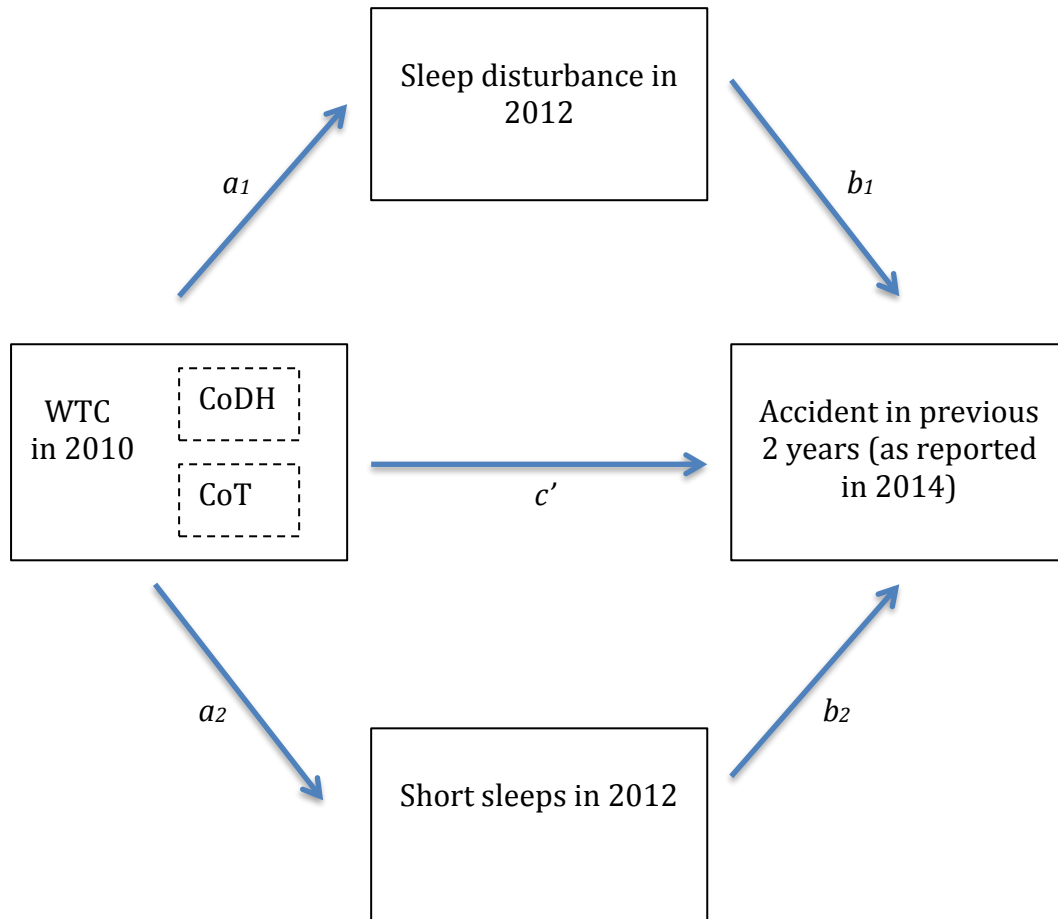 Sleep disturbance in
2012
a1
b1
WTC
in 2010
CoDH
CoT
c’
Accident in previous
2 years (as reported
in 2014)
a2
b2
Short sleeps in 2012